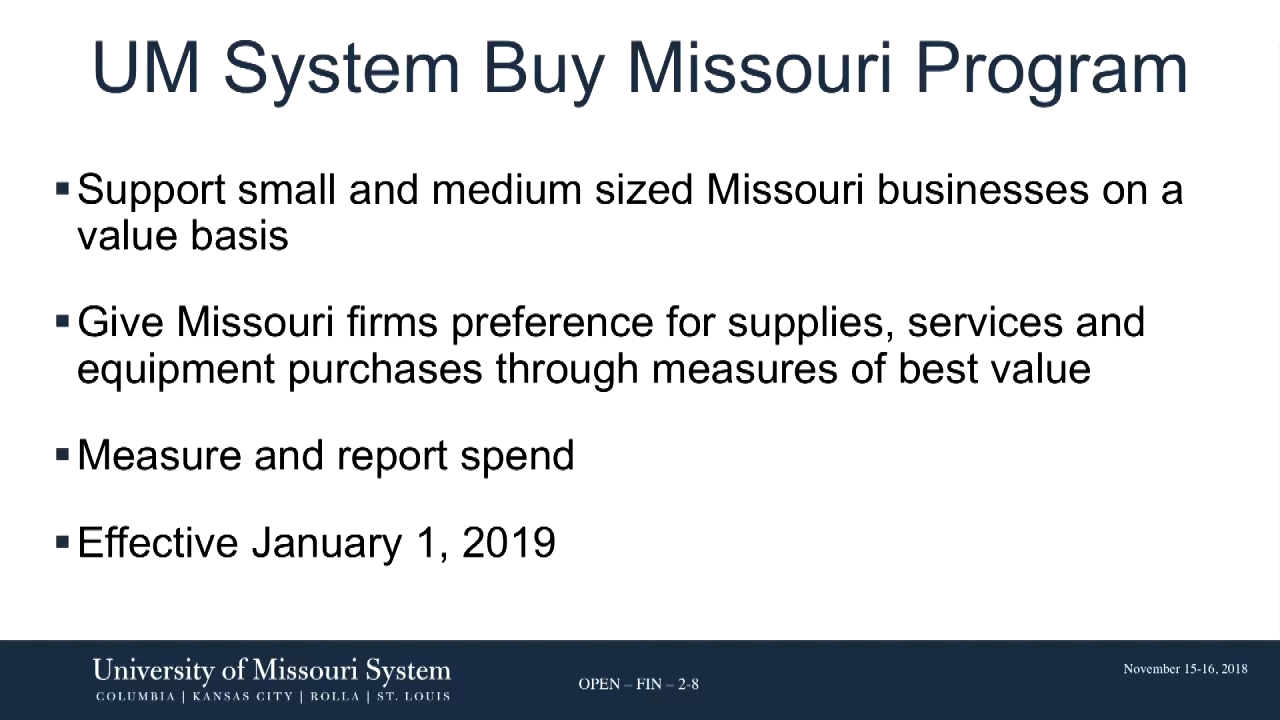 UM System Buy Missouri Program
▪Support small and medium sized Missouri businesses on a
value basis
▪Give Missouri firms preference for supplies, services and
equipment purchases through measures of best value
▪Measure and report spend
▪Effective January 1, 2019
University of Missouri System
COLUMBIA | KANSAS CITY | ROLLA | ST. LOUIS
OPEN – FIN – 2-8
November 15-16, 2018